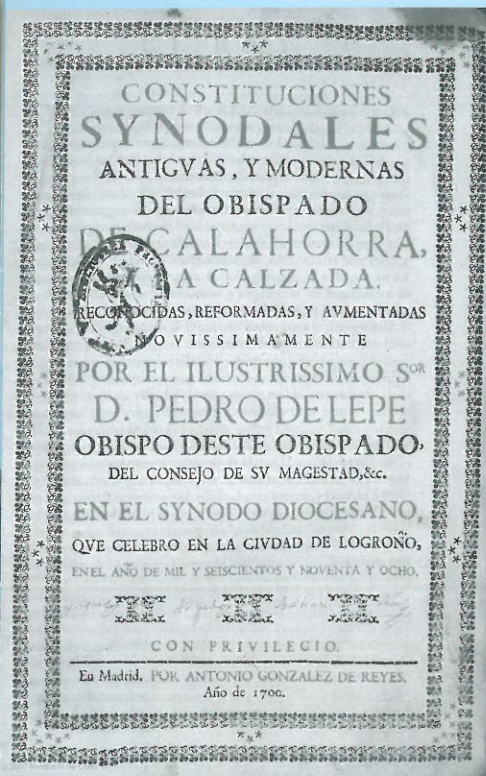 CONSTITUCIONES
SYNODALES
ANTIGVAS, Y MODERNAS
DEL OBISPADO
DE CALAHORRA,
LA CALZADA.
RECONOCIDAS, REFORMADAS, Y AVMENTADAS
NOVISSIMAMENTE
POR EL ILUSTRISSIMO SOR
D. PEDRO DE LEPE
OBISPO DESTE OBISPADO,
DEL CONSEJO DE SV MAGESTAD, &c.
EN EL SYNODO DIOCESANO,
QVE CELEBRO EN LA CIVDAD DE LOGROÑO,
EN EL AÑO DE MIL Y SEISCIENTOS Y NOVENTA Y OCHO.
CON PRIVILEGIO.
En Madrid, POR ANTONIO GONZALEZ DE REYES.
Año de 1700.